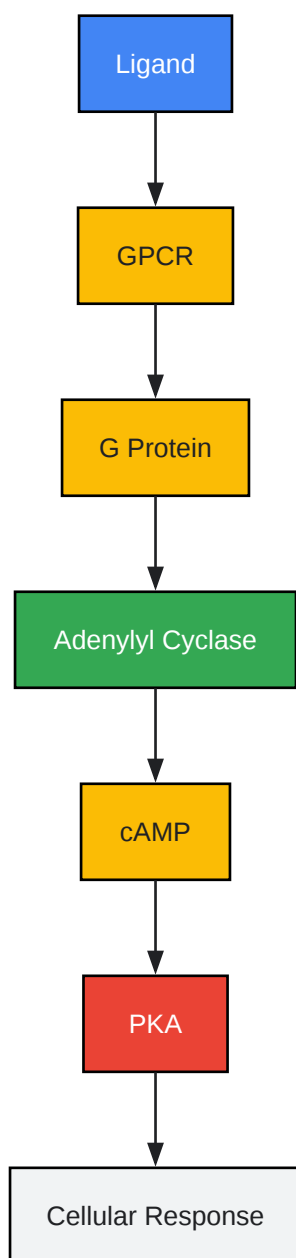 Ligand
GPCR
G Protein
Adenylyl Cyclase
cAMP
PKA
Cellular Response